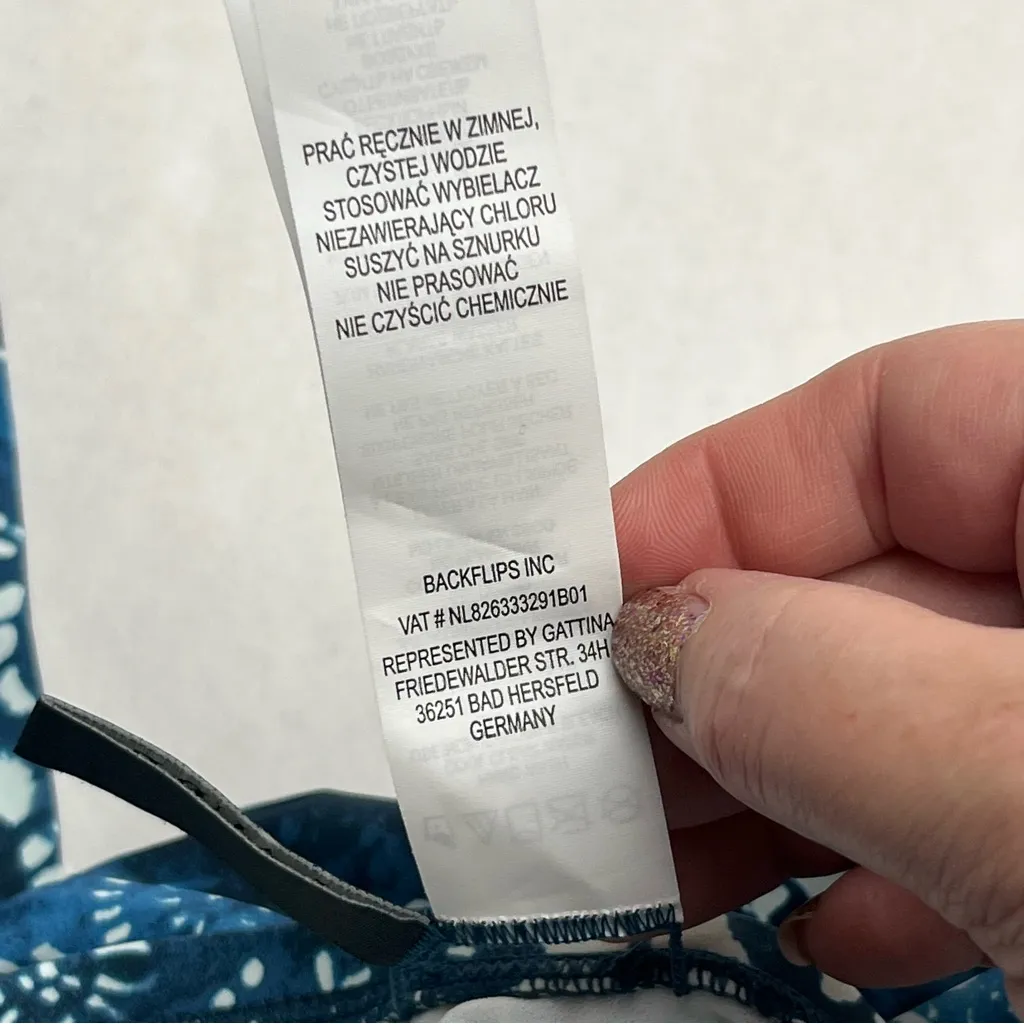 PRAĆ RĘCZNIE W ZIMNEJ,
CZYSTEJ WODZIE
STOSOWAĆ WYBIELACZ
NIEZAWIERAJĄCY CHLORU
SUSZYĆ NA SZNURKU
NIE PRASOWAĆ
NIE CZYŚCIĆ CHEMICZNIE
BACKFLIPS INC
VAT # NL826333291B01
REPRESENTED BY GATTINA
FRIEDEWALDER STR. 34H
36251 BAD HERSFELD
GERMANY